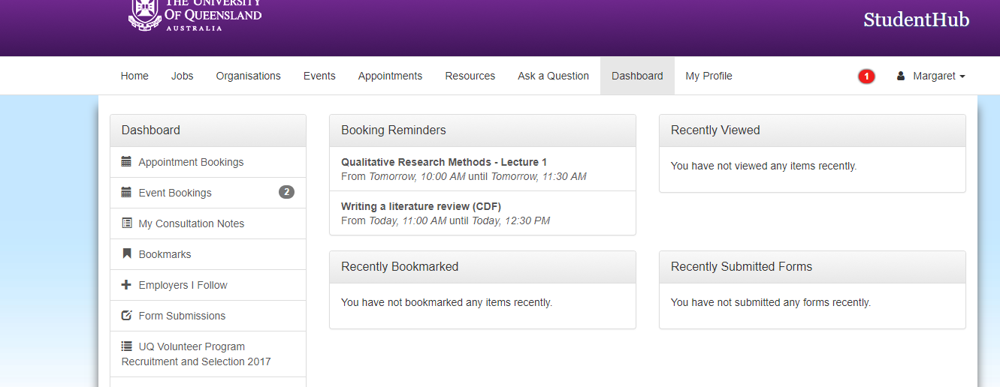 THE UNIVERSITY
OF QUEENSLAND
AUSTRALIA
StudentHub
Home Jobs Organisations Events Appointments Resources Ask a Question Dashboard My Profile 1 Margaret
Dashboard
Appointment Bookings
Event Bookings 2
My Consultation Notes
Bookmarks
Employers I Follow
Form Submissions
UQ Volunteer Program
Recruitment and Selection 2017
Booking Reminders
Qualitative Research Methods - Lecture 1
From Tomorrow, 10:00 AM until Tomorrow, 11:30 AM
Writing a literature review (CDF)
From Today, 11:00 AM until Today, 12:30 PM
Recently Viewed
You have not viewed any items recently.
Recently Bookmarked
You have not bookmarked any items recently.
Recently Submitted Forms
You have not submitted any forms recently.